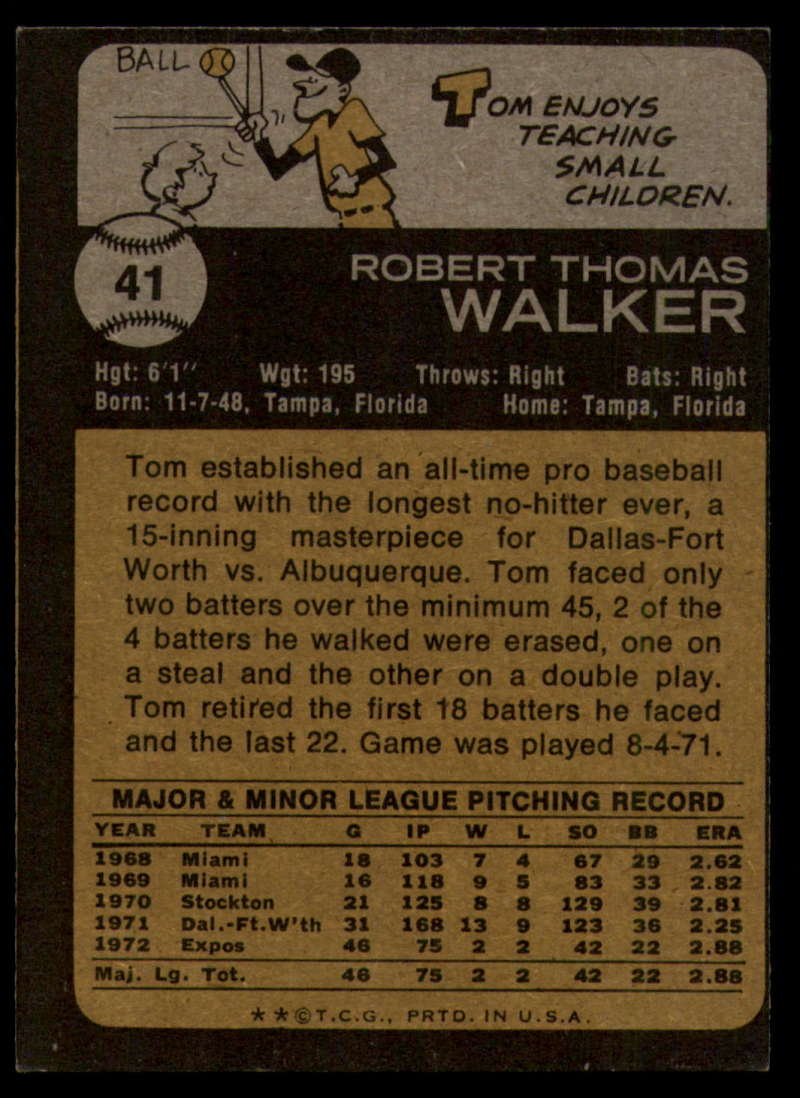 BALL
TOM ENJOYS
TEACHING
SMALL
CHILDREN.
41
ROBERT THOMAS
WALKER
Hgt: 6'1" Wgt: 195 Throws: Right Bats: Right
Born: 11-7-48, Tampa, Florida Home: Tampa, Florida
Tom established an all-time pro baseball
record with the longest no-hitter ever, a
15-inning masterpiece for Dallas-Fort
Worth vs. Albuquerque. Tom faced only
two batters over the minimum 45, 2 of the
4 batters he walked were erased, one on
a steal and the other on a double play.
Tom retired the first 18 batters he faced
and the last 22. Game was played 8-4-71.
MAJOR & MINOR LEAGUE PITCHING RECORD
YEAR TEAM G IP W L SO BB ERA
1968 Miami 18 103 7 4 67 29 2.62
1969 Miami 16 118 9 5 83 33 2.82
1970 Stockton 21 125 8 8 129 39 2.81
1971 Dal.-Ft.W'th 31 168 13 9 123 36 2.25
1972 Expos 46 75 2 2 42 22 2.88
Maj. Lg. Tot. 46 75 2 2 42 22 2.88
**©T.C.G., PRTD. IN U.S.A.